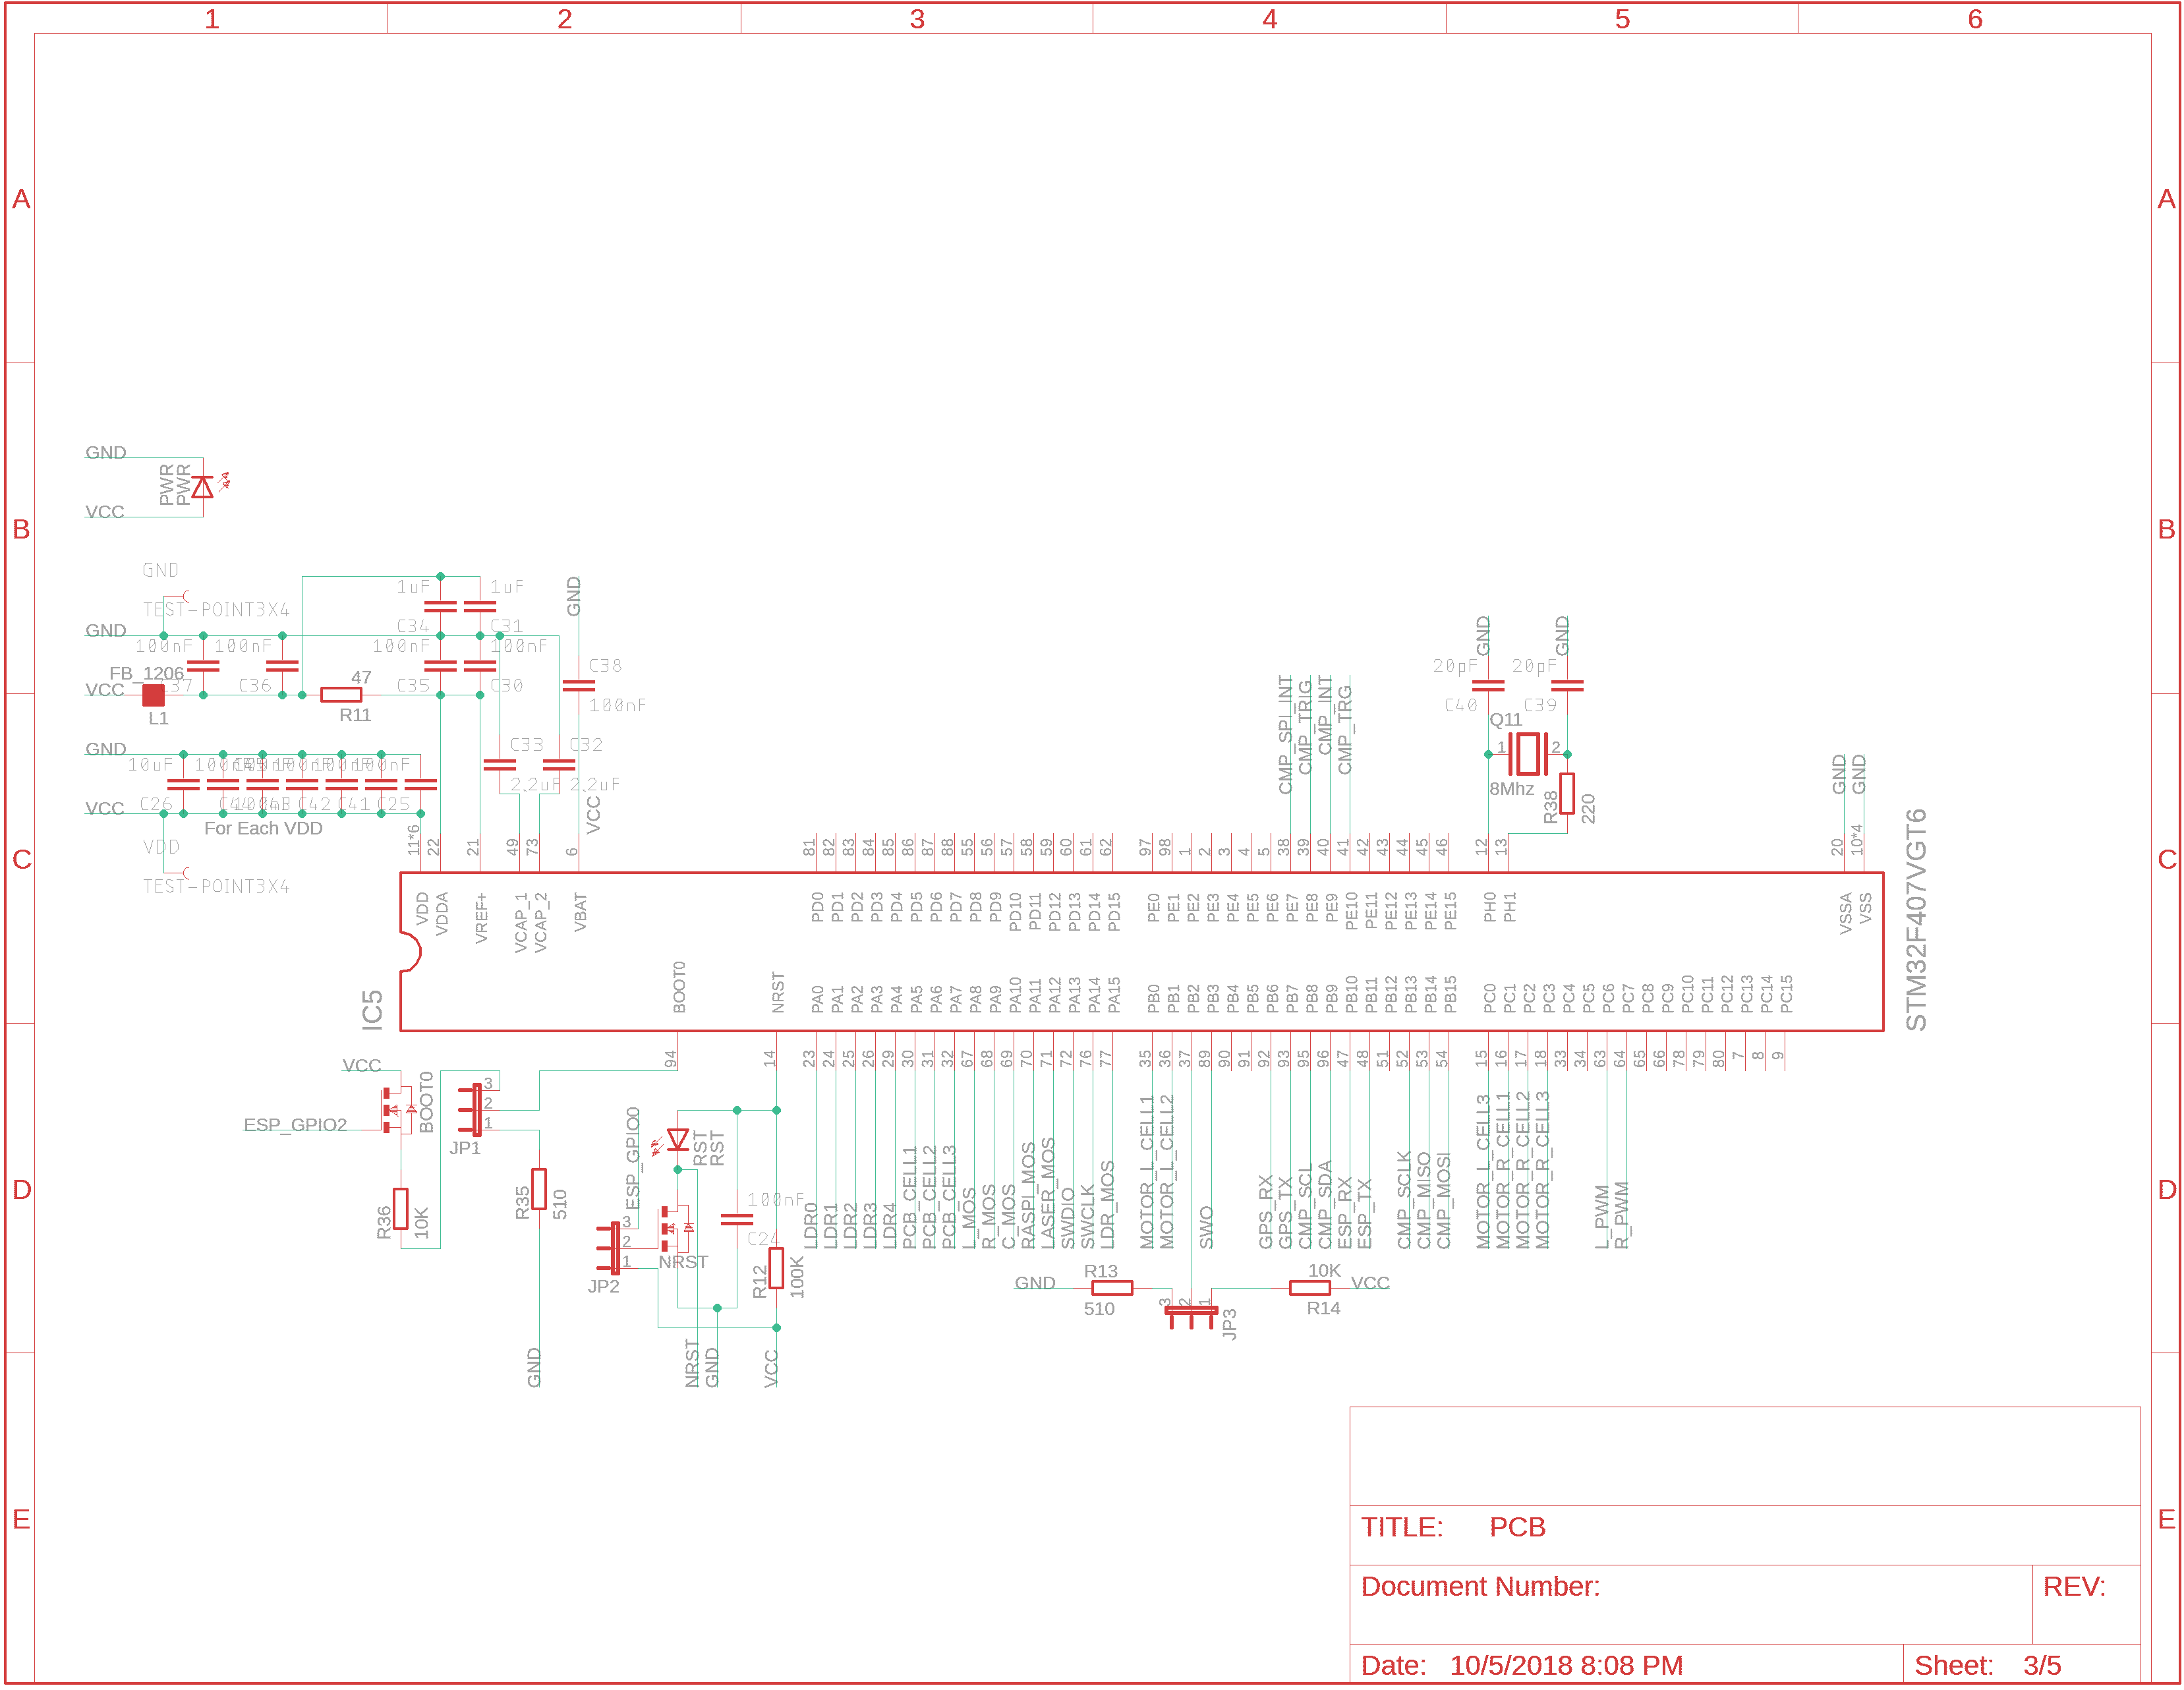 1 2 3 4 5 6
A A
B B
C C
D D
E E
GND
PWR
PWR
VCC
GND
TEST-POINT3X4
GND
100nF 100nF
FB_1206
VCC
C37 C36
L1
47
R11
1uF 1uF
C34 C31
100nF 100nF
C35 C30
GND
C38
100nF
C33 C32
2.2uF 2.2uF
VCC
GND
10uF
C26 C42 C41 C25
VCC
For Each VDD
VDD
TEST-POINT3X4
11*6 22 21 49 73 6
VDD VDDA VREF+ VCAP_1 VCAP_2 VBAT
81 82 83 84 85 86 87 88 55 56 57 58 59 60 61 62
PD0 PD1 PD2 PD3 PD4 PD5 PD6 PD7 PD8 PD9 PD10 PD11 PD12 PD13 PD14 PD15
CMP_SPI_INT
CMP_TRIG
CMP_INT
CMP_TRG
97 98 1 2 3 4 5 38 39 40 41 42 43 44 45 46
PE0 PE1 PE2 PE3 PE4 PE5 PE6 PE7 PE8 PE9 PE10 PE11 PE12 PE13 PE14 PE15
GND GND
20pF 20pF
C40 C39
Q11
1 2
8Mhz
R38
220
12 13
PH0 PH1
GND GND
20 10*4
VSSA VSS
STM32F407VGT6
IC5
BOOT0 NRST
PA0 PA1 PA2 PA3 PA4 PA5 PA6 PA7 PA8 PA9 PA10 PA11 PA12 PA13 PA14 PA15
PB0 PB1 PB2 PB3 PB4 PB5 PB6 PB7 PB8 PB9 PB10 PB11 PB12 PB13 PB14 PB15
PC0 PC1 PC2 PC3 PC4 PC5 PC6 PC7 PC8 PC9 PC10 PC11 PC12 PC13 PC14 PC15
94 14
23 24 25 26 29 30 31 32 67 68 69 70 71 72 76 77
35 36 37 89 90 91 92 93 95 96 47 48 51 52 53 54
15 16 17 18 33 34 63 64 65 66 78 79 80 7 8 9
VCC
ESP_GPIO2
BOOT0
R36
10K
3
2
1
JP1
R35
510
GND
ESP_GPIO0
RST
RST
3
2
1
JP2
NRST
100nF
C24
R12
100K
NRST
GND
VCC
LDR0
LDR1
LDR2
LDR3
LDR4
PCB_CELL1
PCB_CELL2
PCB_CELL3
L_MOS
R_MOS
C_MOS
RASPI_MOS
LASER_MOS
SWDIO
SWCLK
LDR_MOS
MOTOR_L_CELL1
MOTOR_L_CELL2
SWO
GPS_RX
GPS_TX
CMP_SCL
CMP_SDA
ESP_RX
ESP_TX
CMP_SCLK
CMP_MISO
CMP_MOSI
MOTOR_L_CELL3
MOTOR_R_CELL1
MOTOR_R_CELL2
MOTOR_R_CELL3
L_PWM
R_PWM
GND
R13
510
3 2 1
JP3
10K
R14
VCC
TITLE: PCB
Document Number:
REV:
Date: 10/5/2018 8:08 PM
Sheet: 3/5